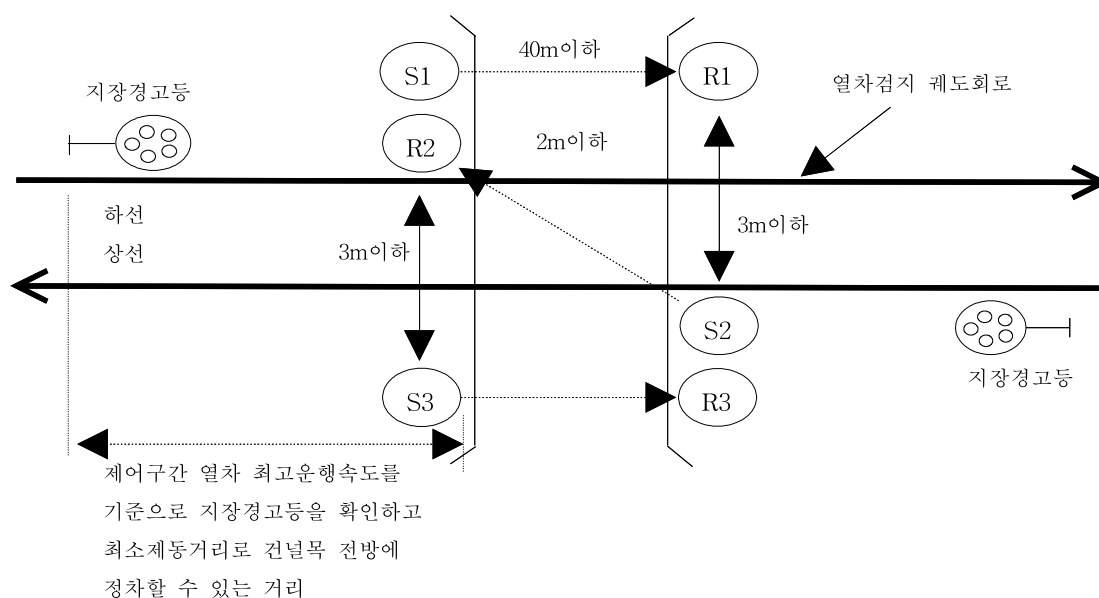 S1
40m이하
R1
지장경고등
열차검지 궤도회로
R2
2m이하
하선
3m이하
상선
3m이하
S2
지장경고등
S3
R3
제어구간 열차 최고운행속도를
기준으로 지장경고등을 확인하고
최소제동거리로 건널목 전방에
정차할 수 있는 거리